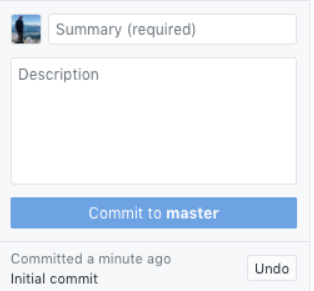 Summary (required)
Description
Commit to master
Committed a minute ago
Initial commit
Undo